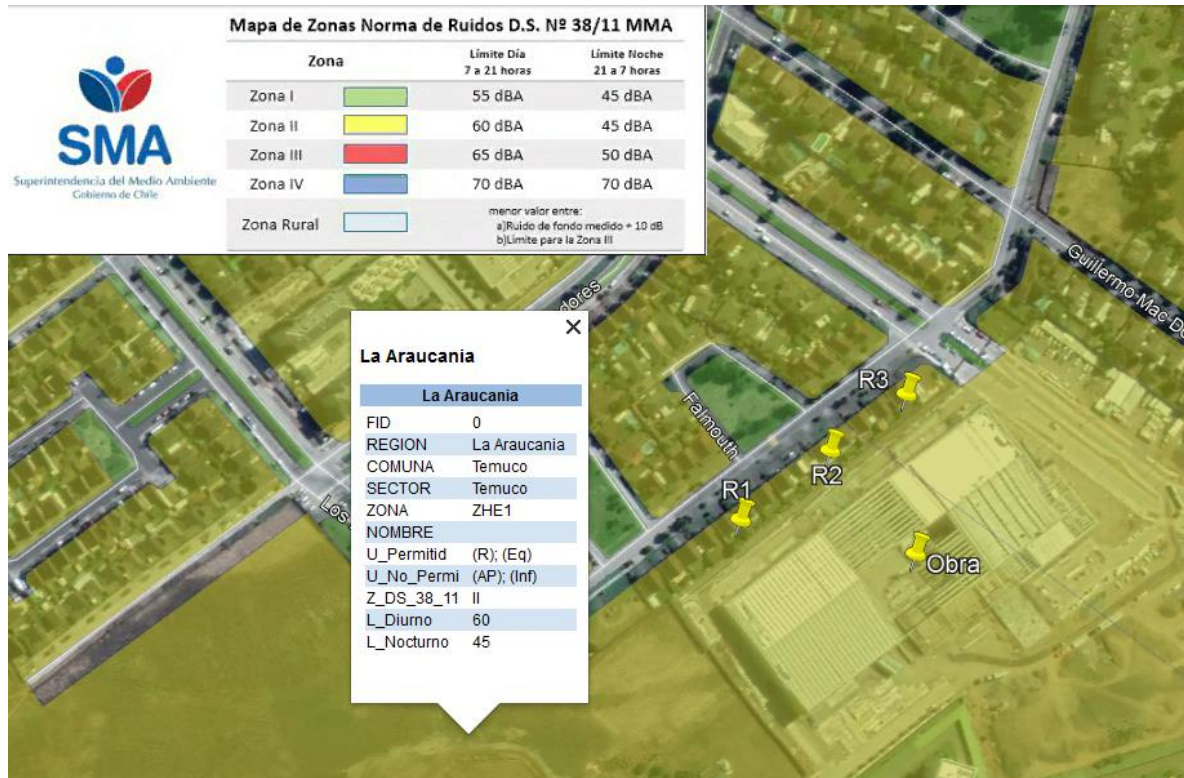 Mapa de Zonas Norma de Ruidos D.S. Nº 38/11 MMA
Zona Límite Día 7 a 21 horas Límite Noche 21 a 7 horas
Zona I 55 dBA 45 dBA
Zona II 60 dBA 45 dBA
Zona III 65 dBA 50 dBA
Zona IV 70 dBA 70 dBA
Zona Rural menor valor entre:
a)Ruido de fondo medido + 10 dB
b)Límite para la Zona III
SMA
Superintendencia del Medio Ambiente
Gobierno de Chile
Guillermo-Mac-Do
dores
La Araucania
La Araucania
FID 0
REGION La Araucania
COMUNA Temuco
SECTOR Temuco
ZONA ZHE1
NOMBRE
U_Permitid (R); (Eq)
U_No_Permi (AP); (Inf)
Z_DS_38_11 II
L_Diurno 60
L_Nocturno 45
Los
Falmouth
R3
R2
R1
Obra